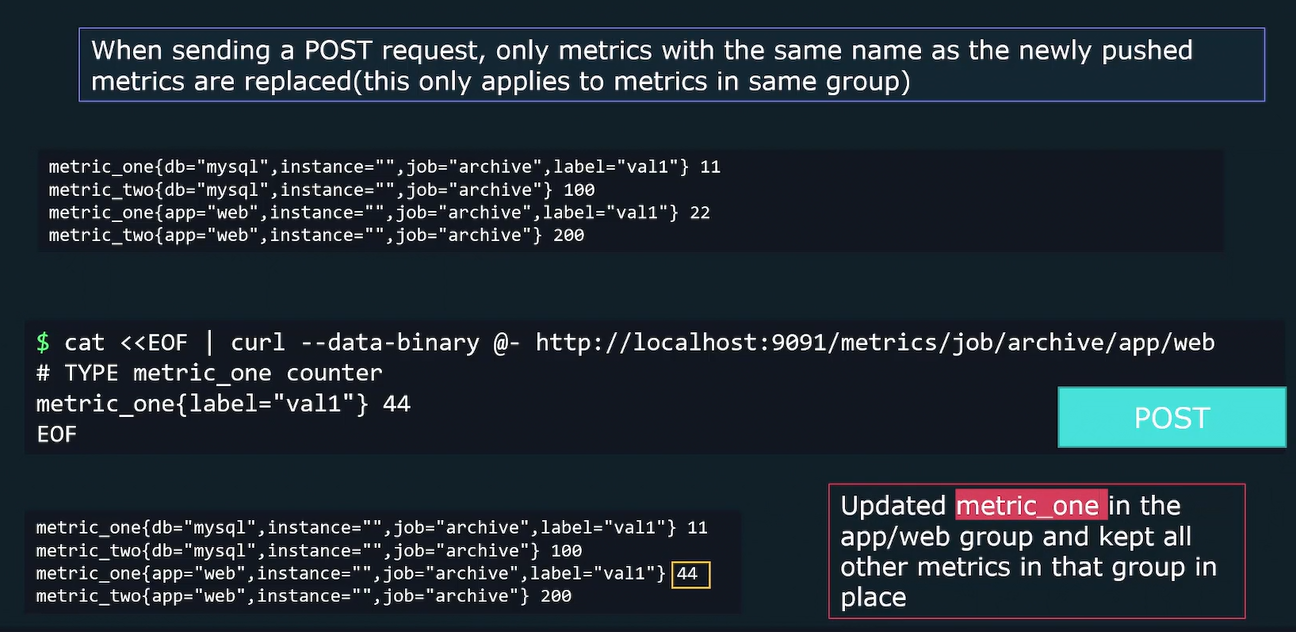 When sending a POST request, only metrics with the same name as the newly pushed
metrics are replaced(this only applies to metrics in same group)
metric_one{db="mysql",instance="",job="archive",label="val1"} 11
metric_two{db="mysql",instance="",job="archive"} 100
metric_one{app="web",instance="",job="archive",label="val1"} 22
metric_two{app="web",instance="",job="archive"} 200
$ cat <<EOF | curl --data-binary @- http://localhost:9091/metrics/job/archive/app/web
# TYPE metric_one counter
metric_one{label="val1"} 44
EOF
POST
metric_one{db="mysql",instance="",job="archive",label="val1"} 11
metric_two{db="mysql",instance="",job="archive"} 100
metric_one{app="web",instance="",job="archive",label="val1"} 44
metric_two{app="web",instance="",job="archive"} 200
Updated metric_one in the
app/web group and kept all
other metrics in that group in
place